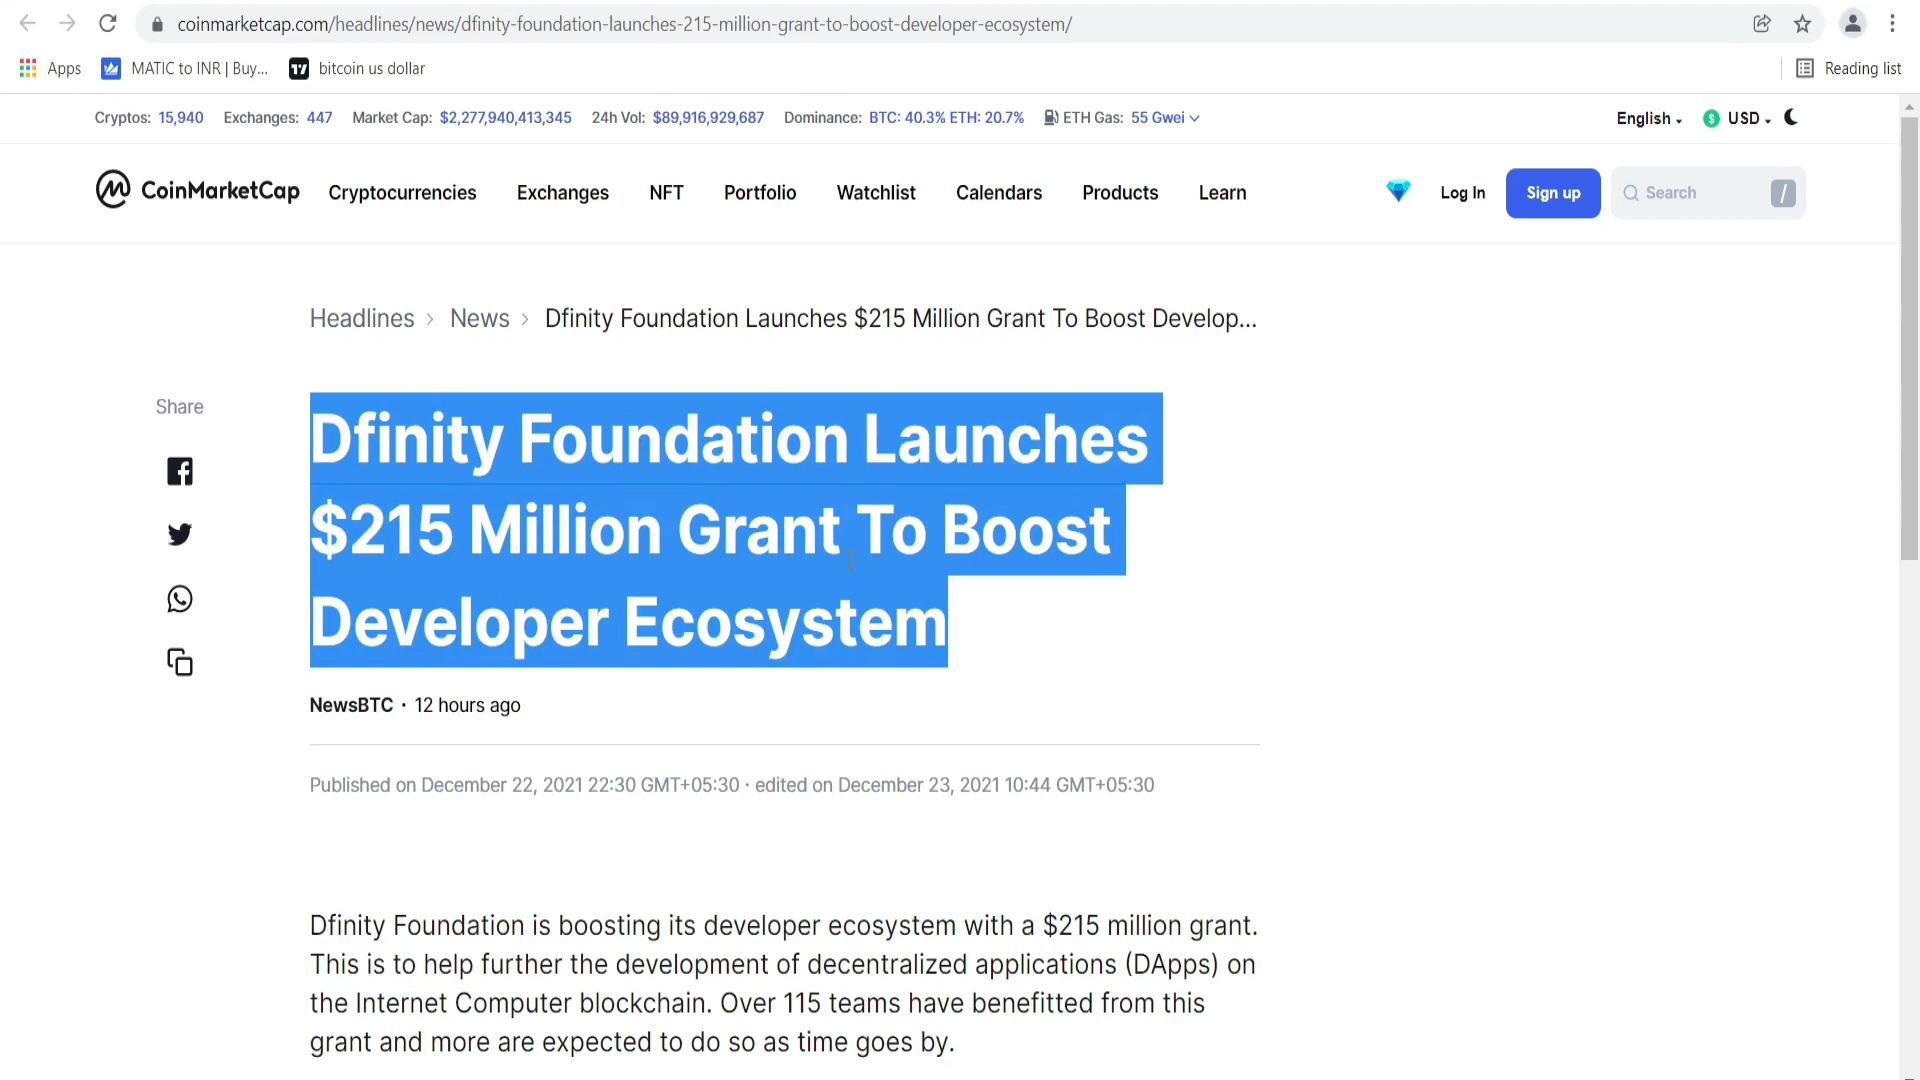 coinmarketcap.com/headlines/news/dfinity-foundation-launches-215-million-grant-to-boost-developer-ecosystem/
Apps MATIC to INR | Buy... bitcoin us dollar Reading list
Cryptos: 15,940 Exchanges: 447 Market Cap: $2,277,940,413,345 24h Vol: $89,916,929,687 Dominance: BTC: 40.3% ETH: 20.7% ETH Gas: 55 Gwei English USD
CoinMarketCap Cryptocurrencies Exchanges NFT Portfolio Watchlist Calendars Products Learn Log In Sign up Search /
Headlines > News > Dfinity Foundation Launches $215 Million Grant To Boost Develop...
Share
Dfinity Foundation Launches
$215 Million Grant To Boost
Developer Ecosystem
NewsBTC · 12 hours ago
Published on December 22, 2021 22:30 GMT+05:30 · edited on December 23, 2021 10:44 GMT+05:30
Dfinity Foundation is boosting its developer ecosystem with a $215 million grant.
This is to help further the development of decentralized applications (DApps) on
the Internet Computer blockchain. Over 115 teams have benefitted from this
grant and more are expected to do so as time goes by.